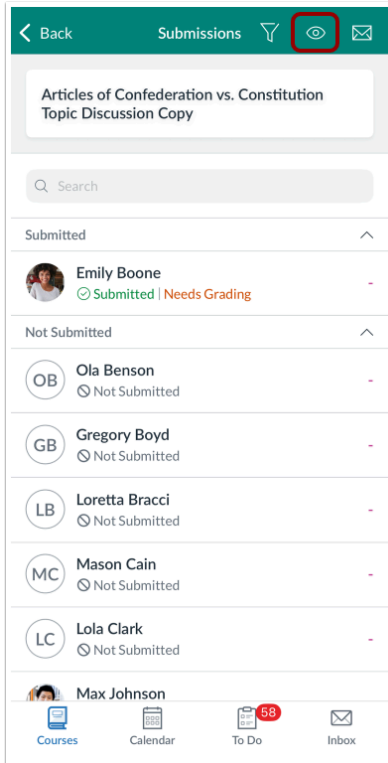 Back
Submissions
Articles of Confederation vs. Constitution
Topic Discussion Copy
Search
Submitted
Emily Boone
Submitted | Needs Grading
-
Not Submitted
OB
Ola Benson
Not Submitted
-
GB
Gregory Boyd
Not Submitted
-
LB
Loretta Bracci
Not Submitted
-
MC
Mason Cain
Not Submitted
-
LC
Lola Clark
Not Submitted
-
Max Johnson
58
Courses
Calendar
To Do
Inbox